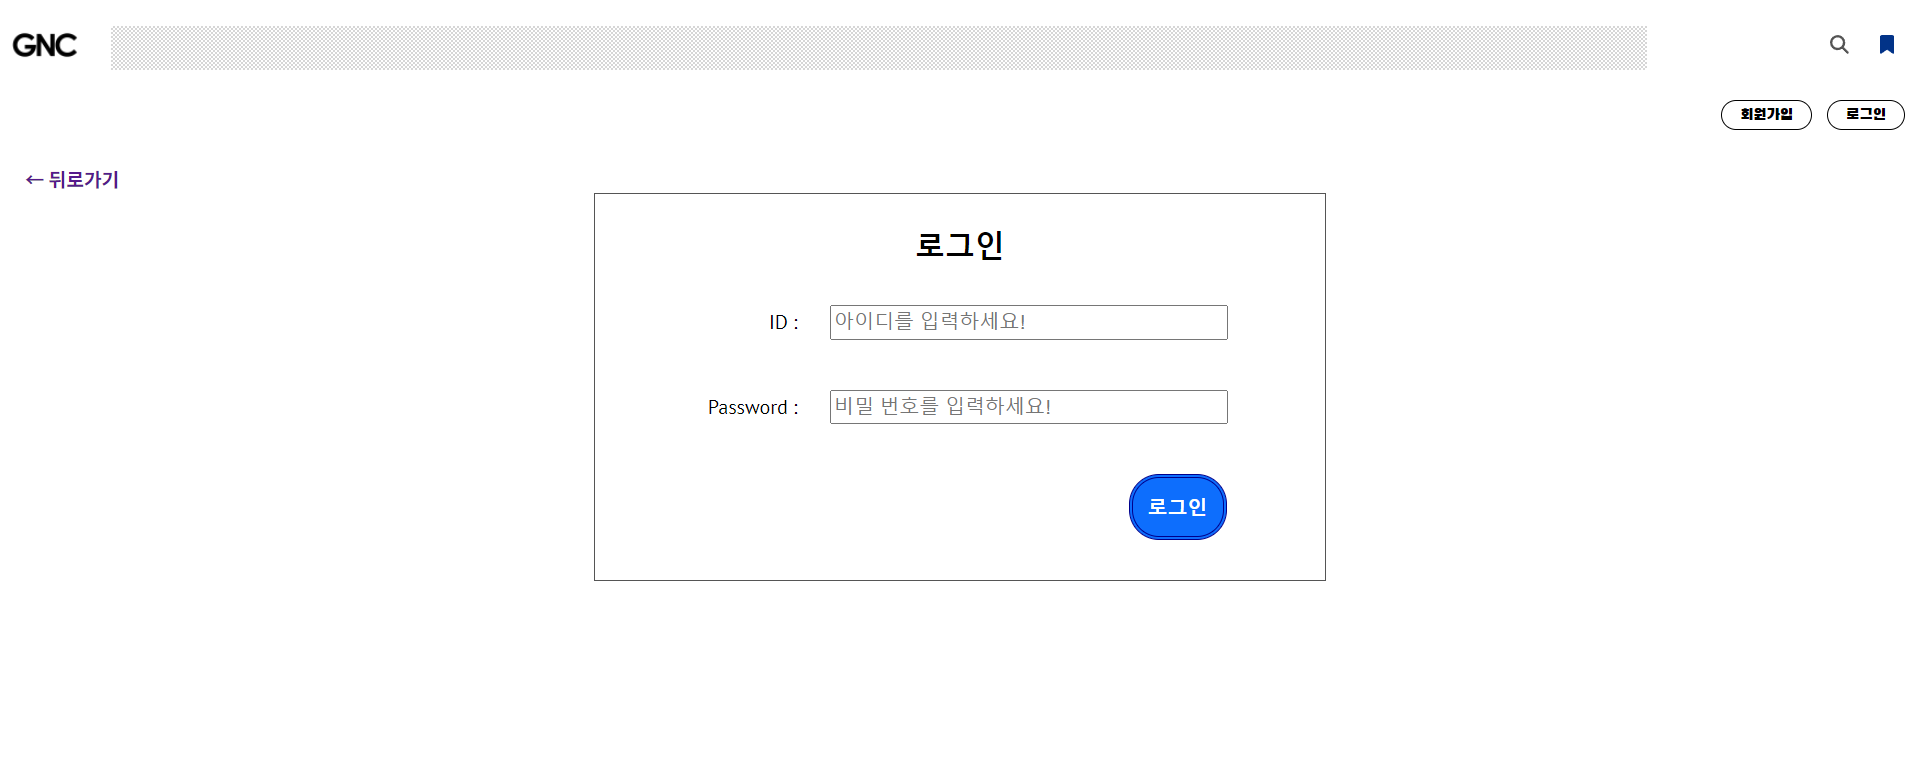 GNC
회원가입 로그인
← 뒤로가기
로그인
ID : 아이디를 입력하세요!
Password : 비밀 번호를 입력하세요!
로그인